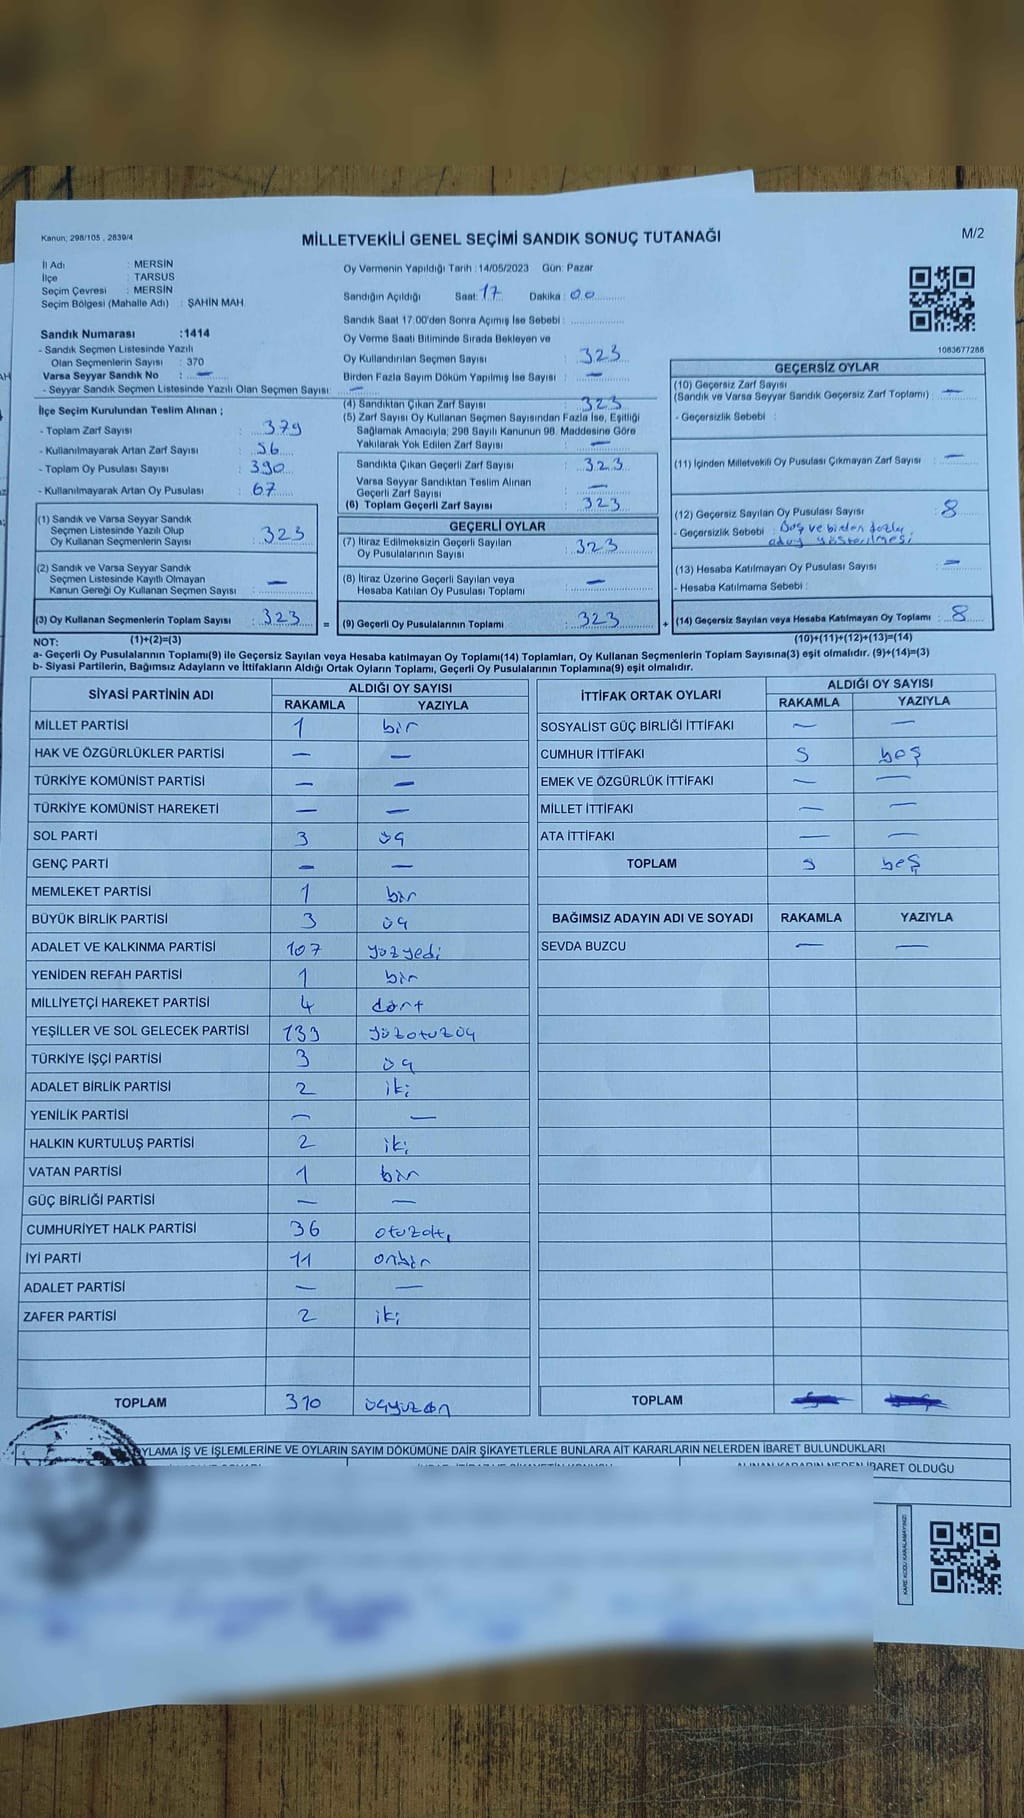 Kanun; 298/105 , 2839/4
MİLLETVEKİLİ GENEL SEÇİMİ SANDIK SONUÇ TUTANAĞI
M/2
İl Adı : MERSİN
İlçe : TARSUS
Seçim Çevresi : MERSİN
Seçim Bölgesi (Mahalle Adı) : ŞAHİN MAH.
Oy Vermenin Yapıldığı Tarih : 14/05/2023 Gün: Pazar
Sandığın Açıldığı Saat: 17 Dakika : 00
Sandık Saat 17.00'den Sonra Açımış İse Sebebi :
Sandık Numarası :1414
- Sandık Seçmen Listesinde Yazılı
Olan Seçmenlerin Sayısı : 370
Varsa Seyyar Sandık No : —
- Seyyar Sandık Seçmen Listesinde Yazılı Olan Seçmen Sayısı: —
Oy Verme Saati Bitiminde Sırada Bekleyen ve
Oy Kullandırılan Seçmen Sayısı : 323
Birden Fazla Sayım Döküm Yapılmış İse Sayısı : —
1083677288
İlçe Seçim Kurulundan Teslim Alınan ;
- Toplam Zarf Sayısı : 379
- Kullanılmayarak Artan Zarf Sayısı : 56
- Toplam Oy Pusulası Sayısı : 390
- Kullanılmayarak Artan Oy Pusulası : 67
(1) Sandık ve Varsa Seyyar Sandık
Seçmen Listesinde Yazılı Olup
Oy Kullanan Seçmenlerin Sayısı : 323
(2) Sandık ve Varsa Seyyar Sandık
Seçmen Listesinde Kayıtlı Olmayan
Kanun Gereği Oy Kullanan Seçmen Sayısı : —
(3) Oy Kullanan Seçmenlerin Toplam Sayısı : 323 =
(4) Sandıktan Çıkan Zarf Sayısı : 323
(5) Zarf Sayısı Oy Kullanan Seçmen Sayısından Fazla İse, Eşitliği
Sağlamak Amacıyla; 298 Sayılı Kanunun 98. Maddesine Göre
Yakılarak Yok Edilen Zarf Sayısı : —
Sandıkta Çıkan Geçerli Zarf Sayısı : 323
Varsa Seyyar Sandıktan Teslim Alınan
Geçerli Zarf Sayısı : —
(6) Toplam Geçerli Zarf Sayısı : 323
GEÇERLİ OYLAR
(7) İtiraz Edilmeksizin Geçerli Sayılan
Oy Pusulalarının Sayısı : 323
(8) İtiraz Üzerine Geçerli Sayılan veya
Hesaba Katılan Oy Pusulası Toplamı : —
(9) Geçerli Oy Pusulalarının Toplamı : 323 +
GEÇERSİZ OYLAR
(10) Geçersiz Zarf Sayısı
(Sandık ve Varsa Seyyar Sandık Geçersiz Zarf Toplamı) : —
- Geçersizlik Sebebi :
(11) İçinden Milletvekili Oy Pusulası Çıkmayan Zarf Sayısı : —
(12) Geçersiz Sayılan Oy Pusulası Sayısı : 8
- Geçersizlik Sebebi : Boş ve birden fazla
aday gösterilmesi
(13) Hesaba Katılmayan Oy Pusulası Sayısı : —
- Hesaba Katılmama Sebebi :
(14) Geçersiz Sayılan veya Hesaba Katılmayan Oy Toplamı : 8
NOT: (1)+(2)=(3) (10)+(11)+(12)+(13)=(14)
a- Geçerli Oy Pusulalarının Toplamı(9) ile Geçersiz Sayılan veya Hesaba katılmayan Oy Toplamı(14) Toplamları, Oy Kullanan Seçmenlerin Toplam Sayısına(3) eşit olmalıdır. (9)+(14)=(3)
b- Siyasi Partilerin, Bağımsız Adayların ve İttifakların Aldığı Ortak Oyların Toplamı, Geçerli Oy Pusulalarının Toplamına(9) eşit olmalıdır.
SİYASİ PARTİNİN ADI ALDIĞI OY SAYISI
RAKAMLA YAZIYLA
MİLLET PARTİSİ 1 bir
HAK VE ÖZGÜRLÜKLER PARTİSİ — —
TÜRKİYE KOMÜNİST PARTİSİ — —
TÜRKİYE KOMÜNİST HAREKETİ — —
SOL PARTİ 3 üç
GENÇ PARTİ — —
MEMLEKET PARTİSİ 1 bir
BÜYÜK BİRLİK PARTİSİ 3 üç
ADALET VE KALKINMA PARTİSİ 107 yüzyedi
YENİDEN REFAH PARTİSİ 1 bir
MİLLİYETÇİ HAREKET PARTİSİ 4 dört
YEŞİLLER VE SOL GELECEK PARTİSİ 133 yüzotuzüç
TÜRKİYE İŞÇİ PARTİSİ 3 üç
ADALET BİRLİK PARTİSİ 2 iki
YENİLİK PARTİSİ — —
HALKIN KURTULUŞ PARTİSİ 2 iki
VATAN PARTİSİ 1 bir
GÜÇ BİRLİĞİ PARTİSİ — —
CUMHURİYET HALK PARTİSİ 36 otuzaltı
İYİ PARTİ 11 onbir
ADALET PARTİSİ — —
ZAFER PARTİSİ 2 iki
TOPLAM 310 üçyüzon
İTTİFAK ORTAK OYLARI ALDIĞI OY SAYISI
RAKAMLA YAZIYLA
SOSYALİST GÜÇ BİRLİĞİ İTTİFAKI — —
CUMHUR İTTİFAKI 5 beş
EMEK VE ÖZGÜRLÜK İTTİFAKI — —
MİLLET İTTİFAKI — —
ATA İTTİFAKI — —
TOPLAM 5 beş
BAĞIMSIZ ADAYIN ADI VE SOYADI RAKAMLA YAZIYLA
SEVDA BUZCU — —
TOPLAM
OYLAMA İŞ VE İŞLEMLERİNE VE OYLARIN SAYIM DÖKÜMÜNE DAİR ŞİKAYETLERLE BUNLARA AİT KARARLARIN NELERDEN İBARET BULUNDUKLARI
ALINAN KARARIN NEDEN İBARET OLDUĞU
KARE KODU KARALAMAYINIZ!